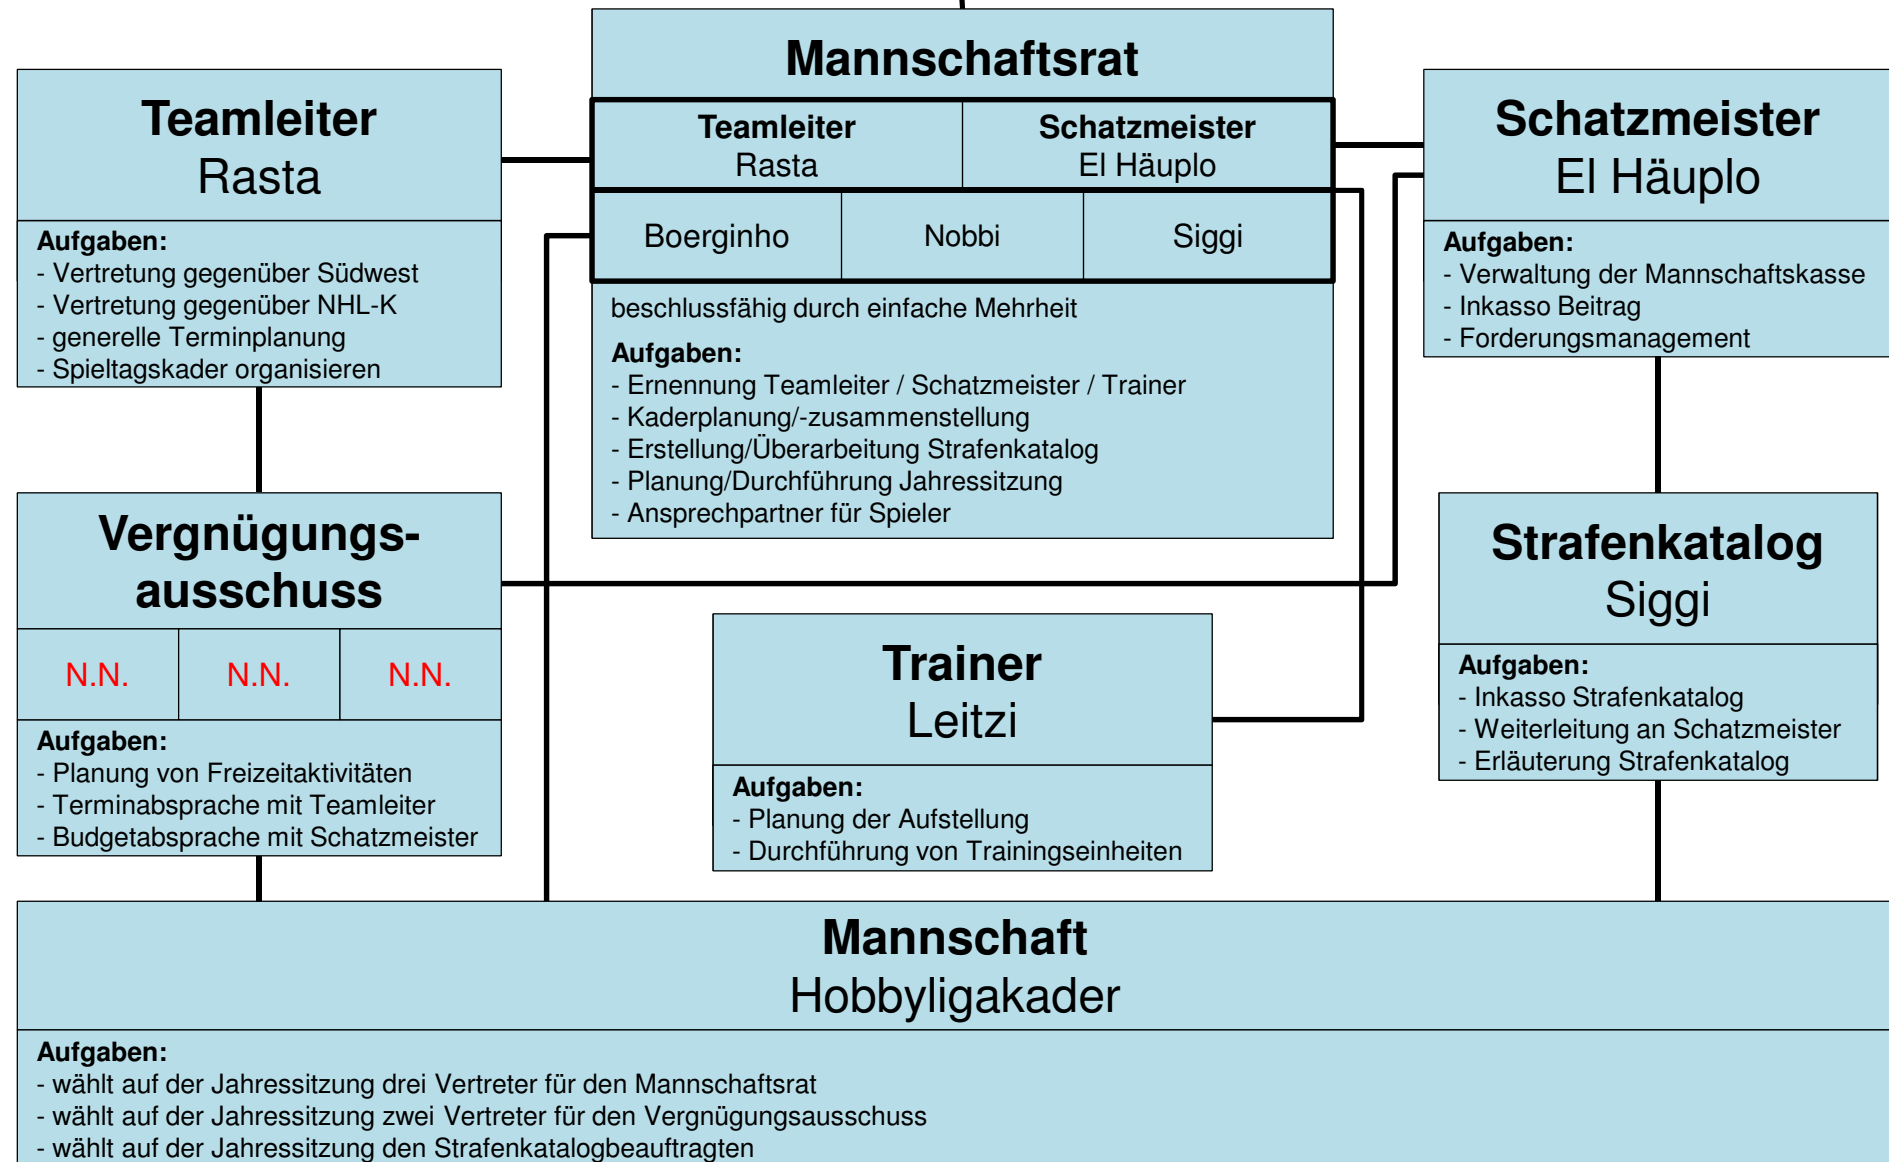 Mannschaftsrat
Teamleiter
Rasta
Schatzmeister
El Häuplo
Boerginho
Nobbi
Siggi
beschlussfähig durch einfache Mehrheit
Aufgaben:
- Ernennung Teamleiter / Schatzmeister / Trainer
- Kaderplanung/-zusammenstellung
- Erstellung/Überarbeitung Strafenkatalog
- Planung/Durchführung Jahressitzung
- Ansprechpartner für Spieler
Teamleiter
Rasta
Aufgaben:
- Vertretung gegenüber Südwest
- Vertretung gegenüber NHL-K
- generelle Terminplanung
- Spieltagskader organisieren
Schatzmeister
El Häuplo
Aufgaben:
- Verwaltung der Mannschaftskasse
- Inkasso Beitrag
- Forderungsmanagement
Vergnügungs-
ausschuss
N.N.
N.N.
N.N.
Aufgaben:
- Planung von Freizeitaktivitäten
- Terminabsprache mit Teamleiter
- Budgetabsprache mit Schatzmeister
Trainer
Leitzi
Aufgaben:
- Planung der Aufstellung
- Durchführung von Trainingseinheiten
Strafenkatalog
Siggi
Aufgaben:
- Inkasso Strafenkatalog
- Weiterleitung an Schatzmeister
- Erläuterung Strafenkatalog
Mannschaft
Hobbyligakader
Aufgaben:
- wählt auf der Jahressitzung drei Vertreter für den Mannschaftsrat
- wählt auf der Jahressitzung zwei Vertreter für den Vergnügungsausschuss
- wählt auf der Jahressitzung den Strafenkatalogbeauftragten